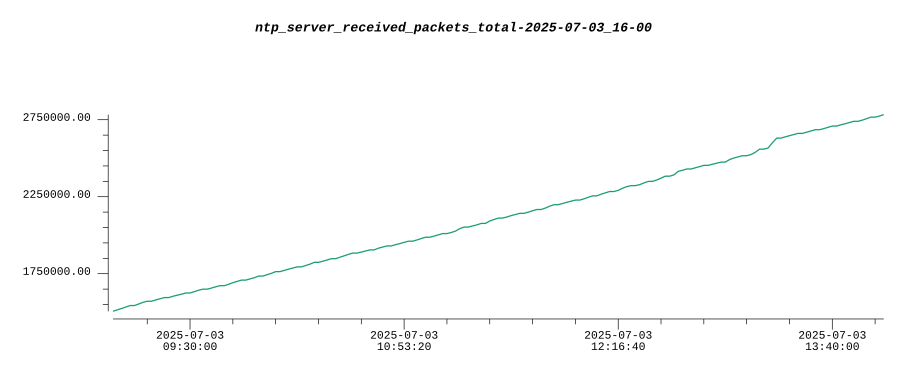 ntp_server_received_packets_total-2025-07-03_16-00
2750000.00
2250000.00
1750000.00
2025-07-03 2025-07-03 2025-07-03 2025-07-03
09:30:00 10:53:20 12:16:40 13:40:00